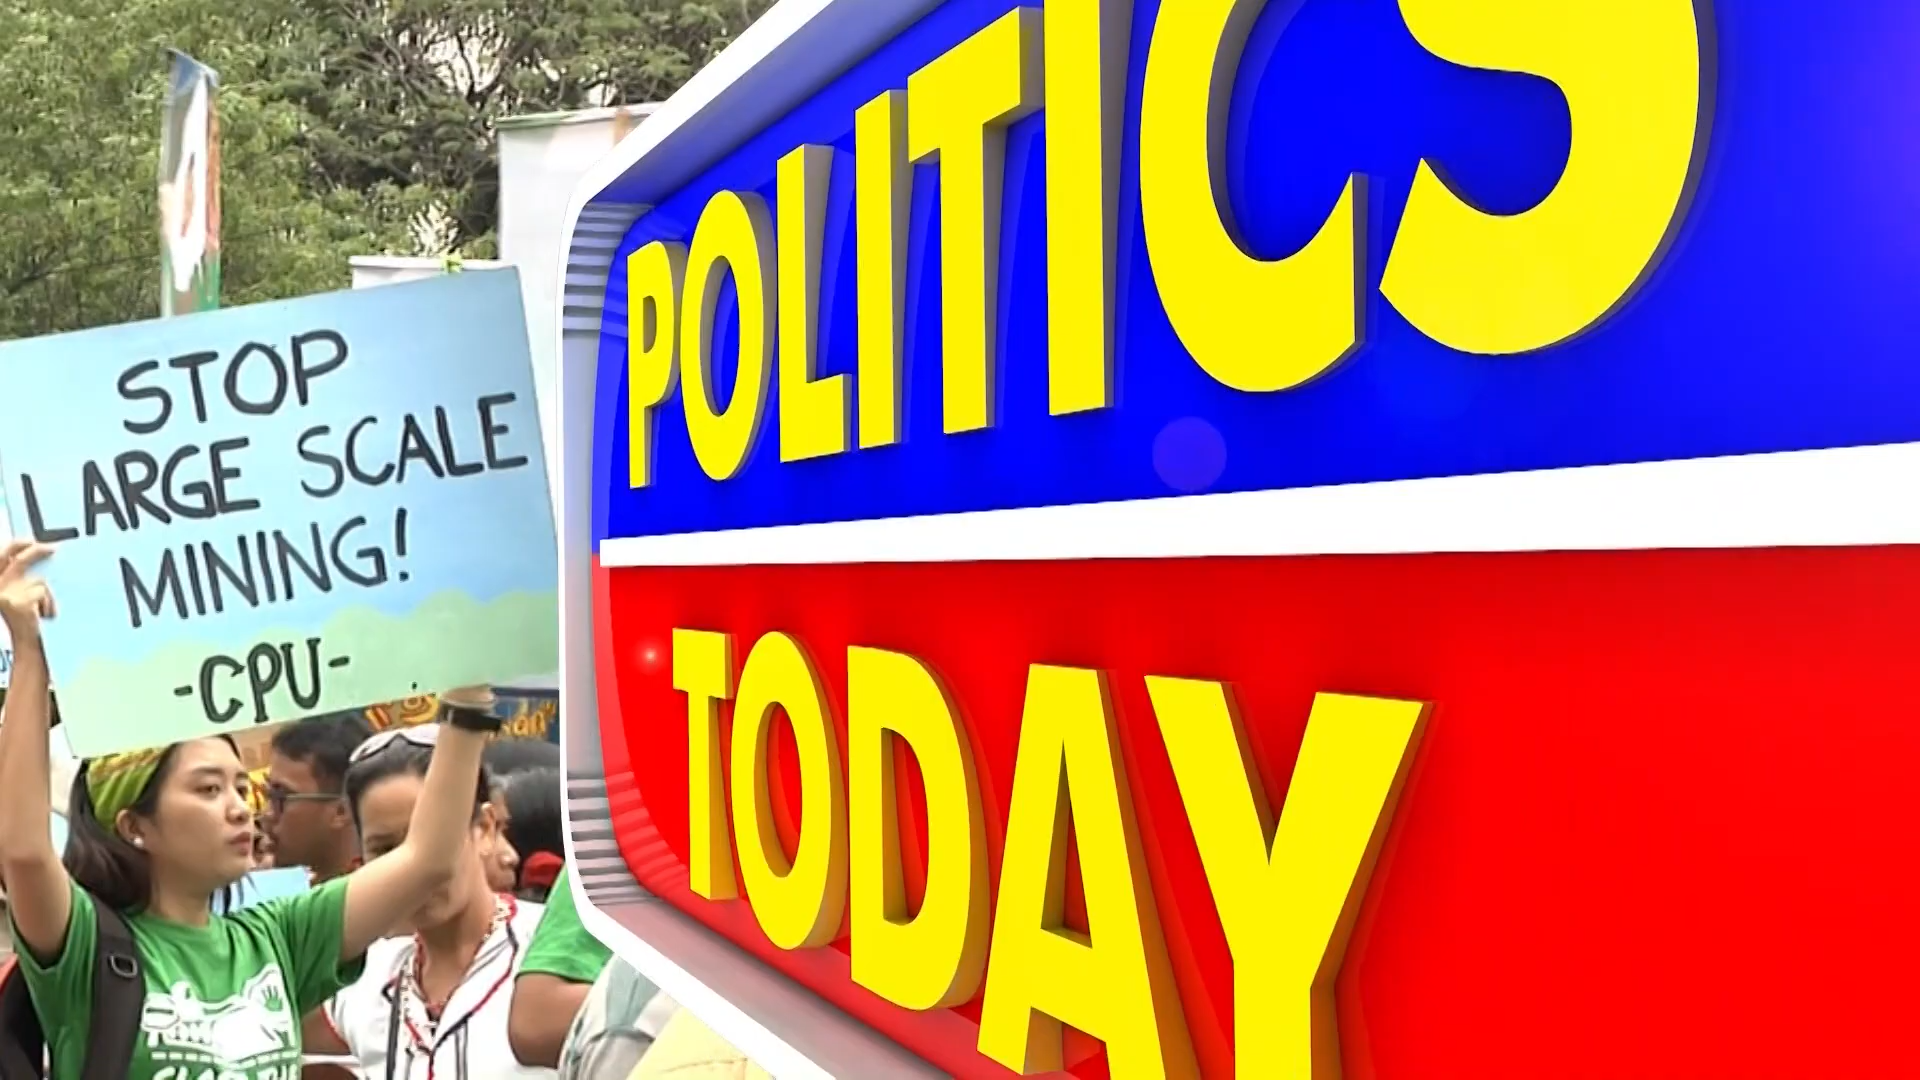 STOP
LARGE SCALE
MINING!
-CPU-
POLITICS
TODAY